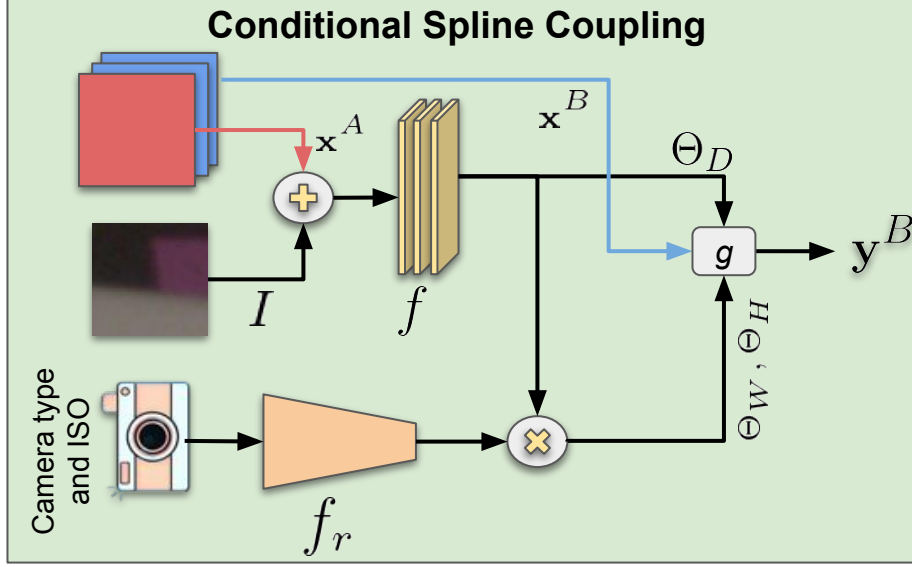 Conditional Spline Coupling
x^A
x^B
Θ_D
I
f
g
y^B
Θ_W , Θ_H
Camera type
and ISO
f_r